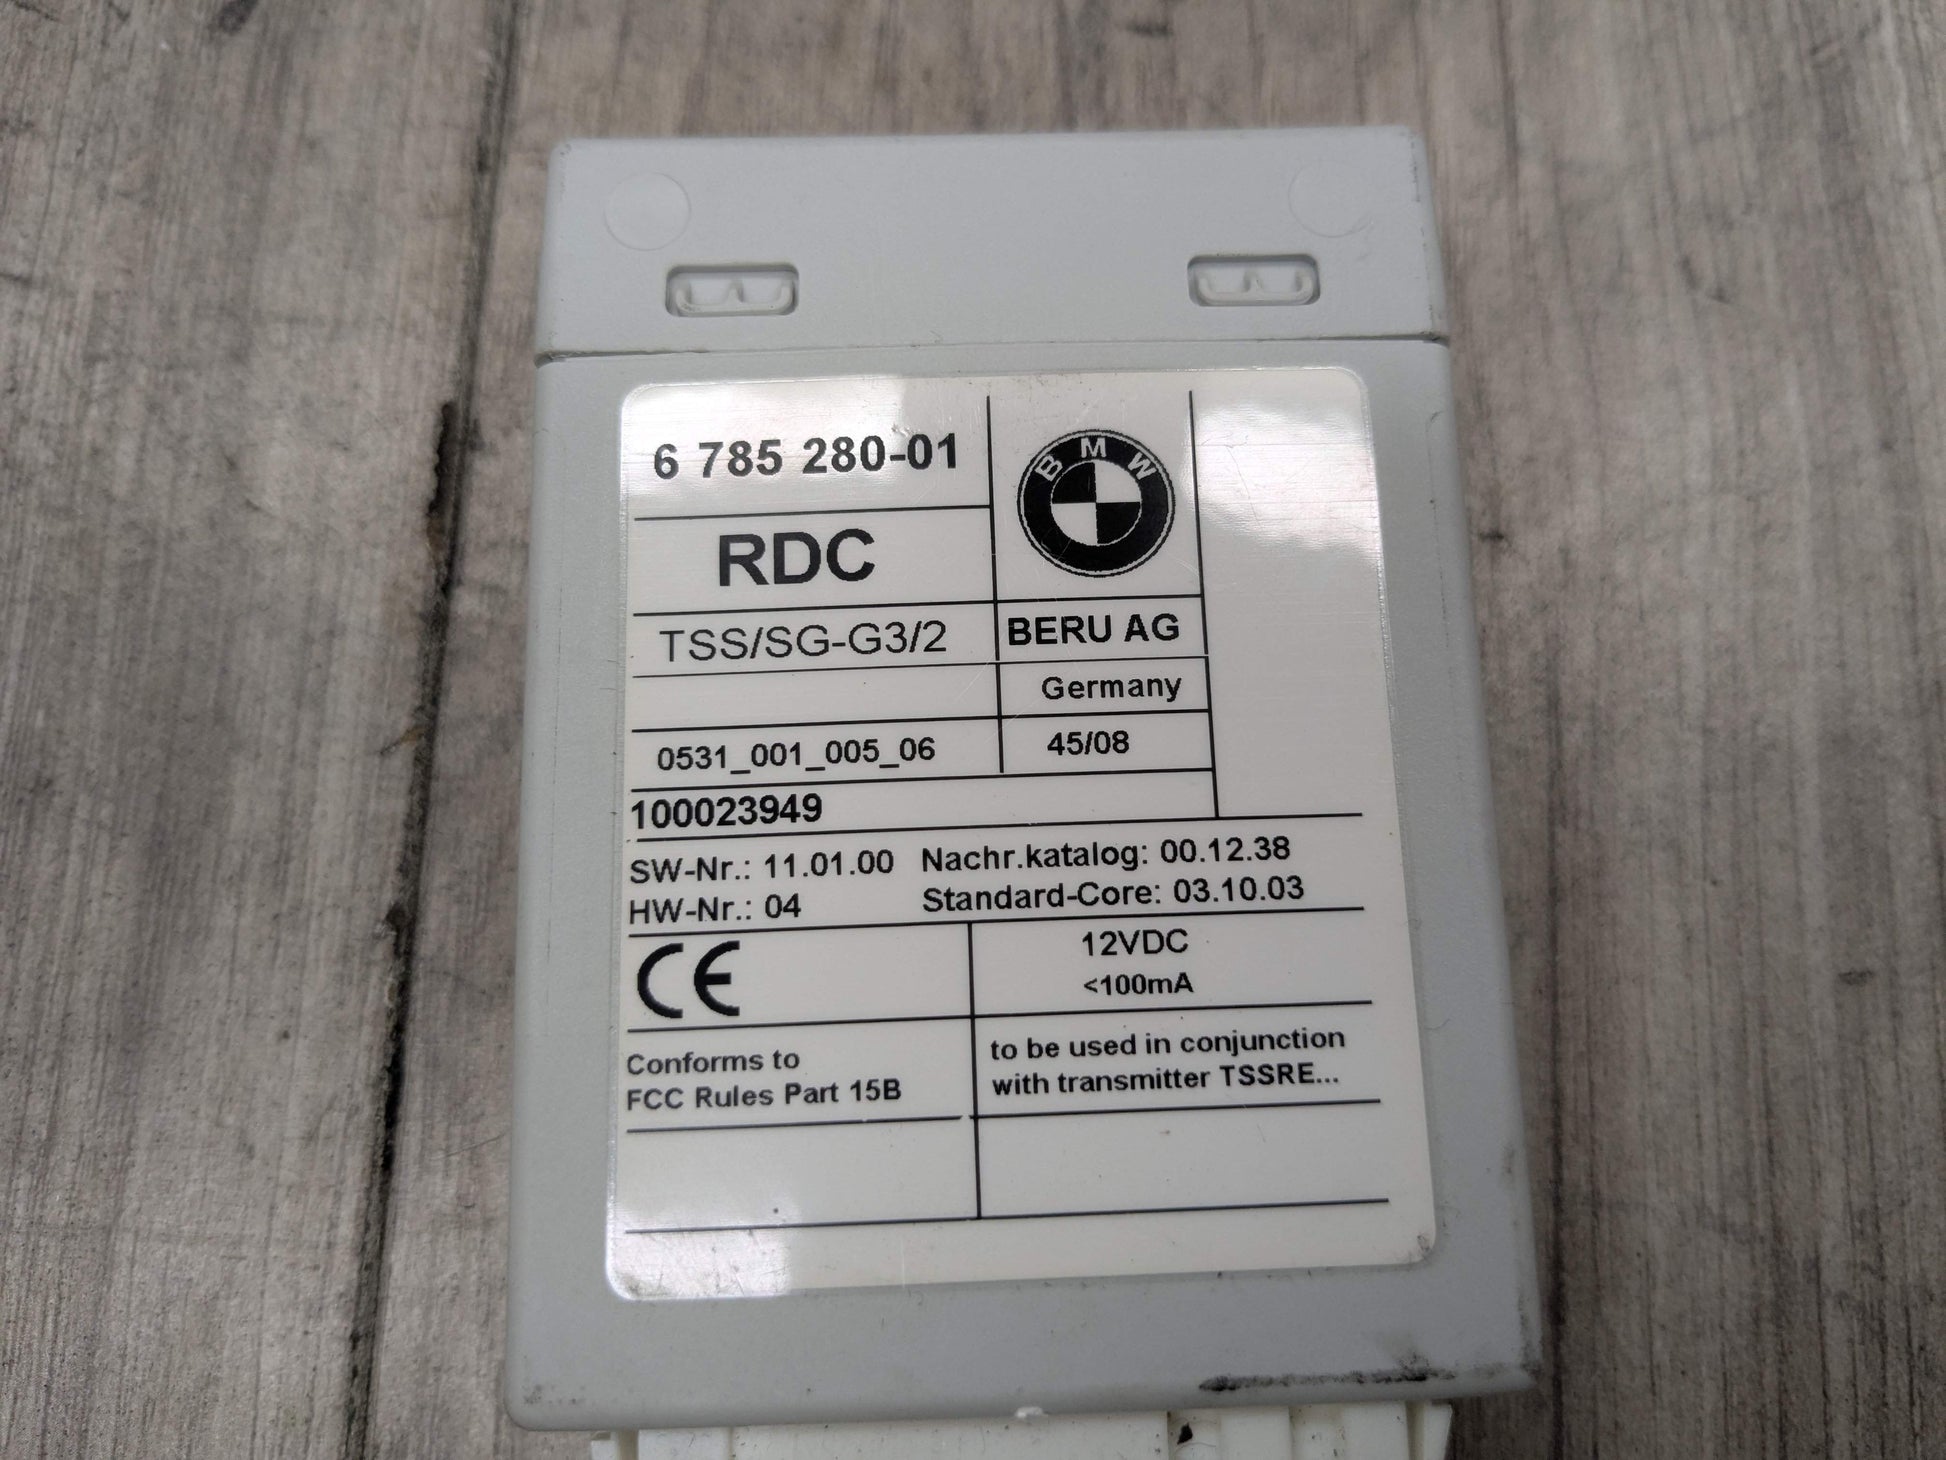 6 785 280-01
BMW
RDC
TSS/SG-G3/2
BERU AG
Germany
0531_001_005_06
45/08
100023949
SW-Nr.: 11.01.00 Nachr.katalog: 00.12.38
HW-Nr.: 04 Standard-Core: 03.10.03
CE
12VDC
<100mA
Conforms to
FCC Rules Part 15B
to be used in conjunction
with transmitter TSSRE...